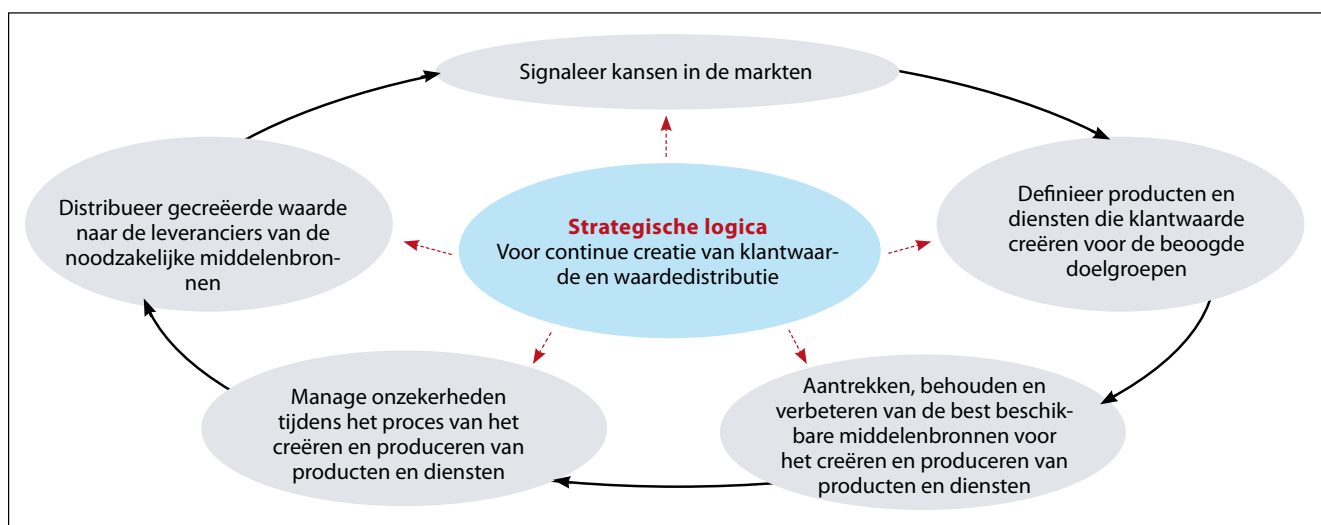 Signaleer kansen in de markten
Definieer producten en
diensten die klantwaarde
creëren voor de beoogde
doelgroepen
Aantrekken, behouden en
verbeteren van de best beschik-
bare middelenbronnen voor
het creëren en produceren van
producten en diensten
Manage onzekerheden
tijdens het proces van het
creëren en produceren van
producten en diensten
Distribueer gecreëerde waarde
naar de leveranciers van de
noodzakelijke middelenbron-
nen
Strategische logica
Voor continue creatie van klantwaar-
de en waardedistributie